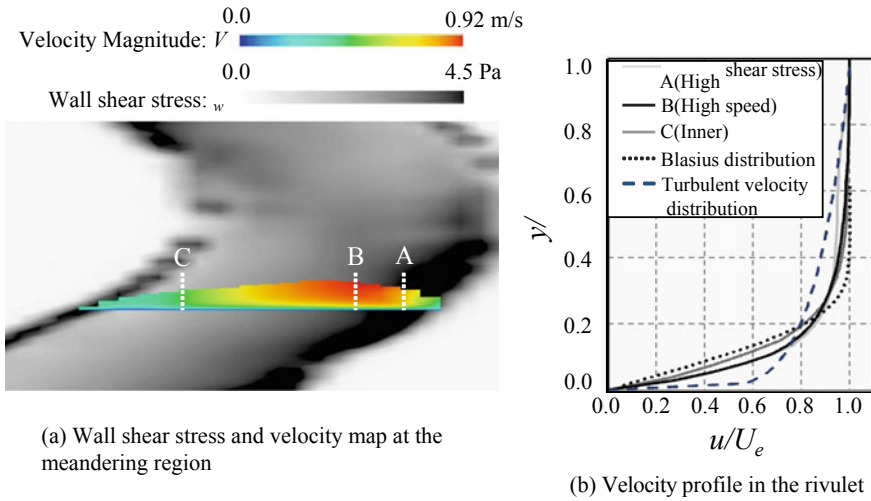 0.0 0.92 m/s
Velocity Magnitude: V
0.0 4.5 Pa
Wall shear stress: w
C B A
(a) Wall shear stress and velocity map at the
meandering region
1.0
0.8
0.6
0.4
0.2
0.0
y/
shear stress)
A(High
B(High speed)
C(Inner)
Blasius distribution
Turbulent velocity
distribution
0.0 0.2 0.4 0.6 0.8 1.0
u/Ue
(b) Velocity profile in the rivulet